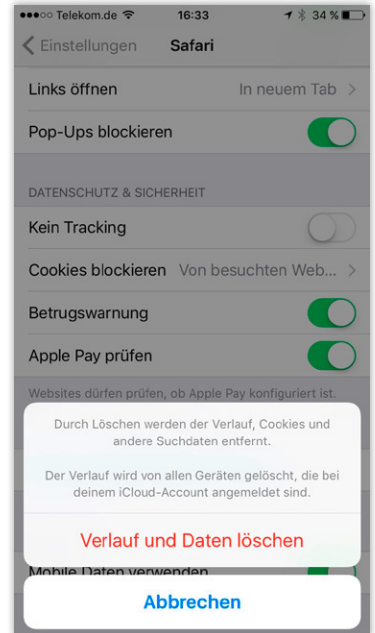 Telekom.de 16:33 34 %
Einstellungen Safari
Links öffnen In neuem Tab
Pop-Ups blockieren
DATENSCHUTZ & SICHERHEIT
Kein Tracking
Cookies blockieren Von besuchten Web...
Betrugswarnung
Apple Pay prüfen
Websites dürfen prüfen, ob Apple Pay konfiguriert ist.
Durch Löschen werden der Verlauf, Cookies und
andere Suchdaten entfernt.
Der Verlauf wird von allen Geräten gelöscht, die bei
deinem iCloud-Account angemeldet sind.
Verlauf und Daten löschen
Mobile Daten verwenden
Abbrechen